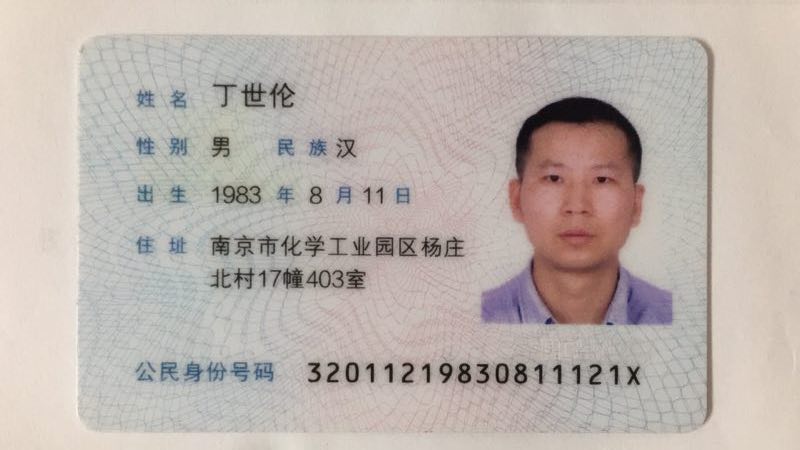 姓名 丁世伦
性别 男 民族 汉
出生 1983 年 8 月 11 日
住址 南京市化学工业园区杨庄
北村17幢403室
公民身份号码 32011219830811121X